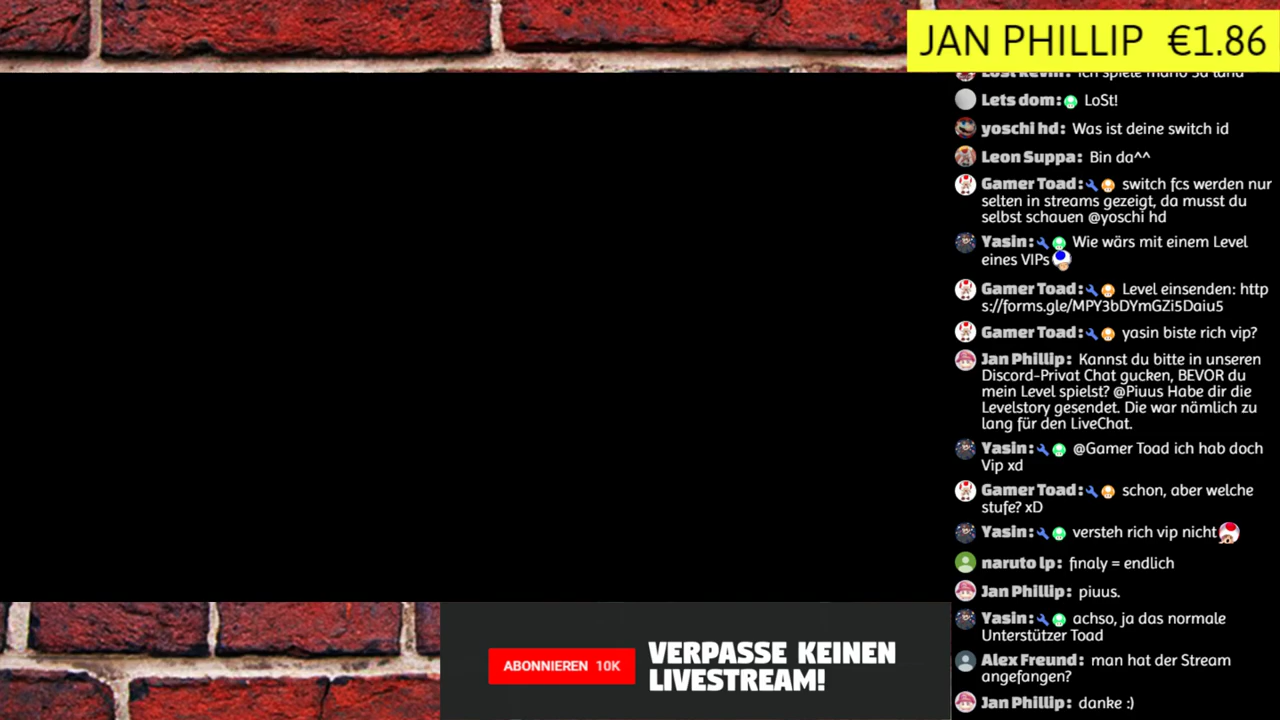 JAN PHILLIP €1.86
Lost kevin: Ich spiele mario 3d land
Lets dom: LoSt!
yoschi hd: Was ist deine switch id
Leon Suppa: Bin da^^
Gamer Toad: switch fcs werden nur
selten in streams gezeigt, da musst du
selbst schauen @yoschi hd
Yasin: Wie wärs mit einem Level
eines VIPs
Gamer Toad: Level einsenden: http
s://forms.gle/MPY3bDYmGZi5Daiu5
Gamer Toad: yasin biste rich vip?
Jan Phillip: Kannst du bitte in unseren
Discord-Privat Chat gucken, BEVOR du
mein Level spielst? @Piuus Habe dir die
Levelstory gesendet. Die war nämlich zu
lang für den LiveChat.
Yasin: @Gamer Toad ich hab doch
Vip xd
Gamer Toad: schon, aber welche
stufe? xD
Yasin: versteh rich vip nicht
naruto lp: finaly = endlich
Jan Phillip: piuus.
Yasin: achso, ja das normale
Unterstützer Toad
Alex Freund: man hat der Stream
angefangen?
Jan Phillip: danke :)
ABONNIEREN 10K
VERPASSE KEINEN
LIVESTREAM!